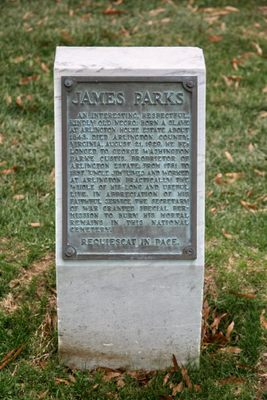 JAMES PARKS
AN INTERESTING, RESPECTFUL,
KINDLY OLD NEGRO: BORN A SLAVE
AT ARLINGTON HOUSE ESTATE ABOUT
1843. DIED ARLINGTON COUNTY,
VIRGINIA, AUGUST 21, 1929. HE BE-
LONGED TO GEORGE WASHINGTON
PARKE CUSTIS, PROPRIETOR OF
ARLINGTON ESTATE, FROM 1781 TO
1857. UNCLE JIM LIVED AND WORKED
AT ARLINGTON PRACTICALLY THE
WHOLE OF HIS LONG AND USEFUL
LIFE. IN APPRECIATION OF HIS
FAITHFUL SERVICE THE SECRETARY
OF WAR GRANTED SPECIAL PER-
MISSION TO BURY HIS MORTAL
REMAINS IN THIS NATIONAL
CEMETERY.
REQUIESCAT IN PACE.